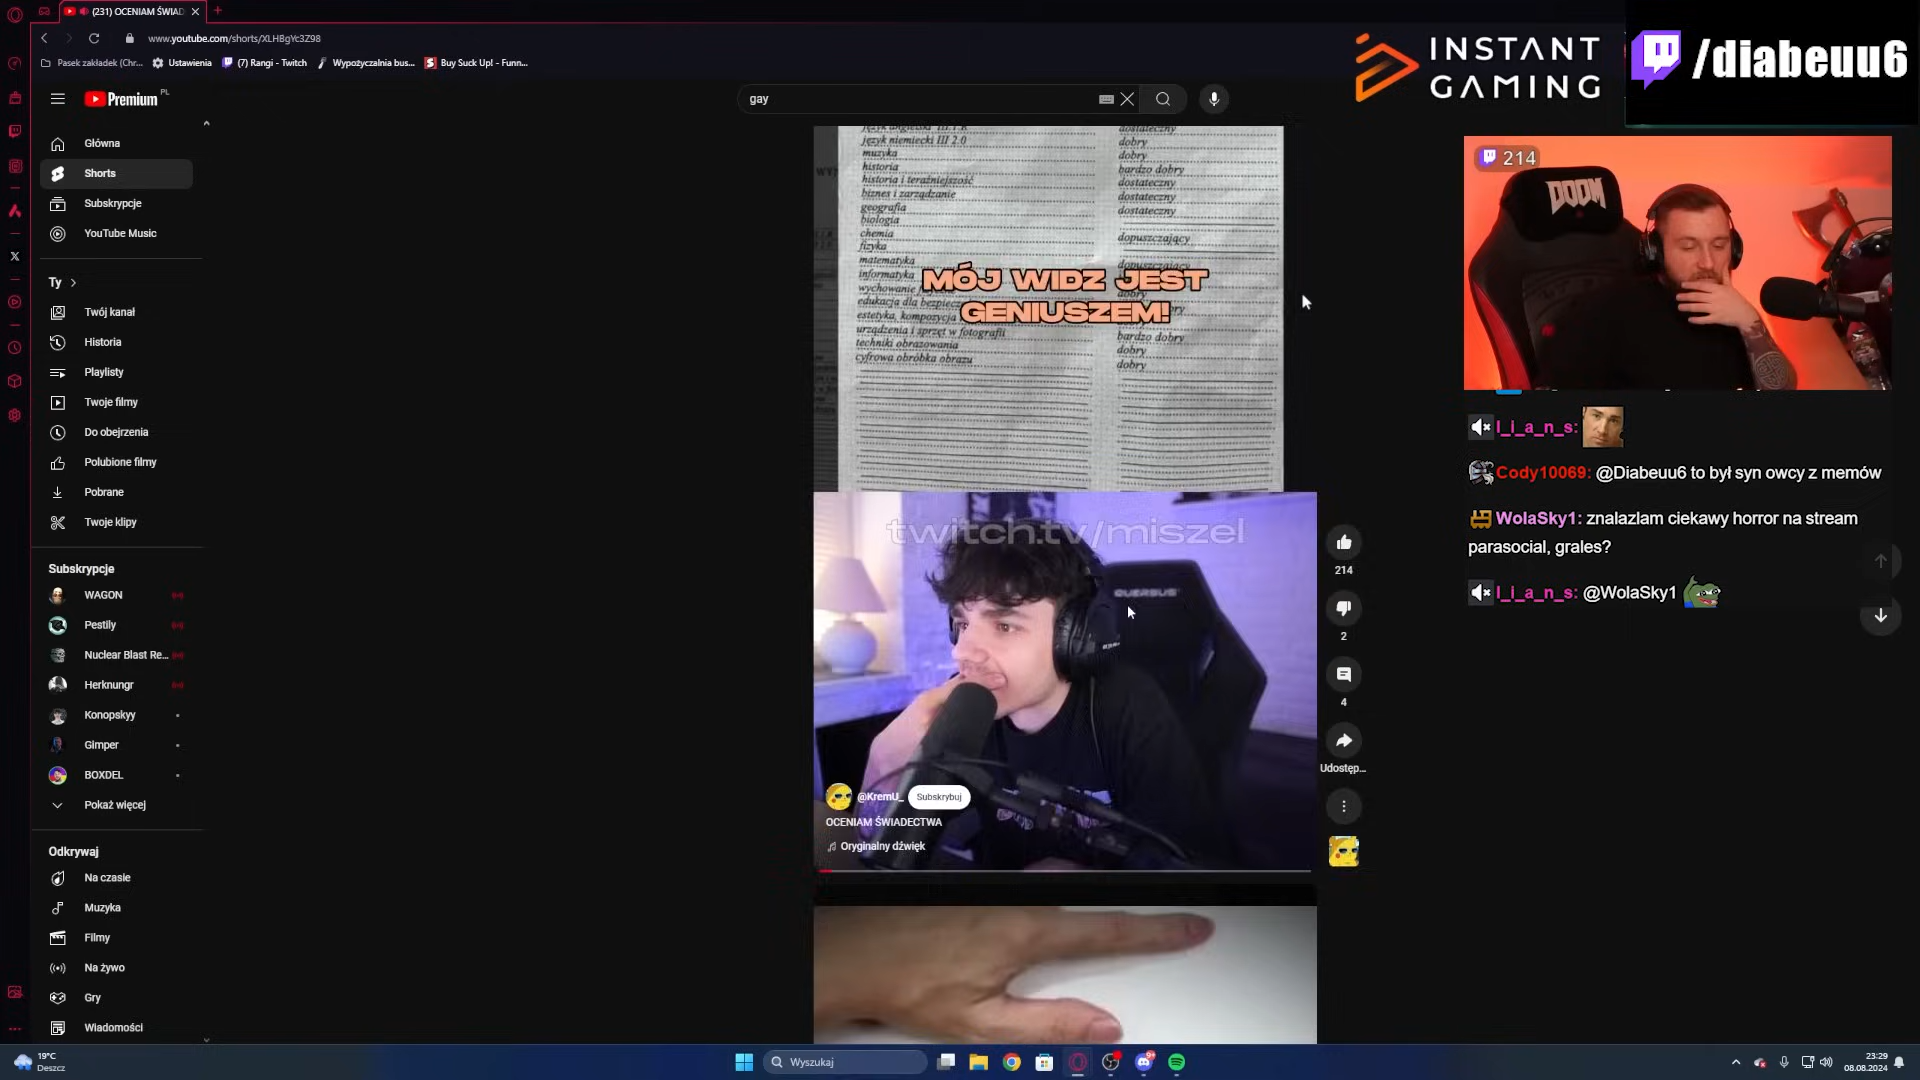 (231) OCENIAM ŚWIAD
www.youtube.com/shorts/XLHBgYc3Z98
Pasek zakładek (Chr...
Ustawienia
(7) Rangi - Twitch
Wypożyczalnia bus...
Buy Suck Up! - Funn...
INSTANT
GAMING
/diabeuu6
Premium PL
gay
Główna
Shorts
Subskrypcje
YouTube Music
Ty
Twój kanał
Historia
Playlisty
Twoje filmy
Do obejrzenia
Polubione filmy
Pobrane
Twoje klipy
Subskrypcje
WAGON
Pestily
Nuclear Blast Re...
Herknungr
Konopskyy
Gimper
BOXDEL
Pokaż więcej
Odkrywaj
Na czasie
Muzyka
Filmy
Na żywo
Gry
Wiadomości
język niemiecki III 2.0
dobry
muzyka
dobry
historia
bardzo dobry
historia i teraźniejszość
dostateczny
biznes i zarządzanie
dostateczny
geografia
dostateczny
biologia
chemia
dopuszczający
fizyka
matematyka
dopuszczający
informatyka
MÓJ WIDZ JEST
GENIUSZEM!
wychowanie
edukacja dla
estetyka, kompozycja
urządzenia i sprzęt w fotografii
bardzo dobry
techniki obrazowania
dobry
cyfrowa obróbka obrazu
dobry
twitch.tv/miszel
QUERSUS
@KremU_
Subskrybuj
OCENIAM ŚWIADECTWA
Oryginalny dźwięk
214
2
4
Udostęp...
214
DOOM
l_i_a_n_s:
Cody10069: @Diabeuu6 to był syn owcy z memów
WolaSky1: znalazlam ciekawy horror na stream
parasocial, grales?
l_i_a_n_s: @WolaSky1
19°C
Deszcz
Wyszukaj
23:29
08.08.2024